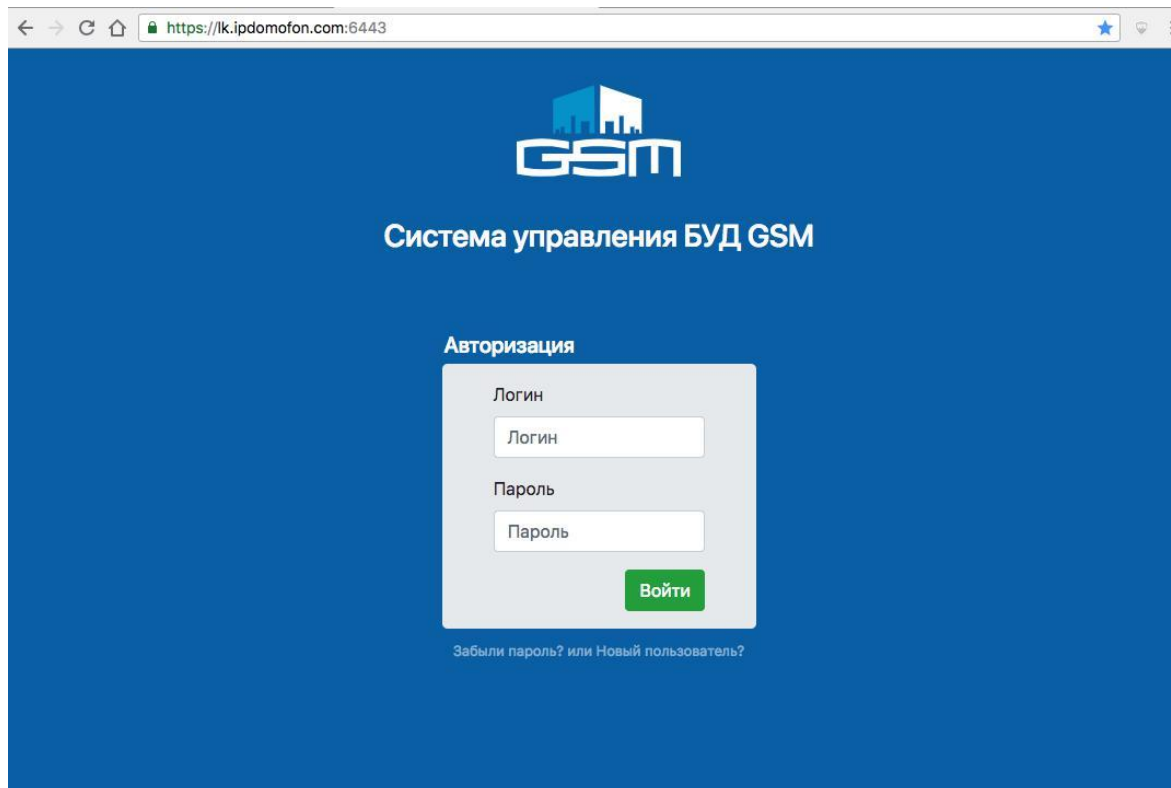 https://lk.ipdomofon.com:6443
GSM
Система управления БУД GSM
Авторизация
Логин
Логин
Пароль
Пароль
Войти
Забыли пароль? или Новый пользователь?